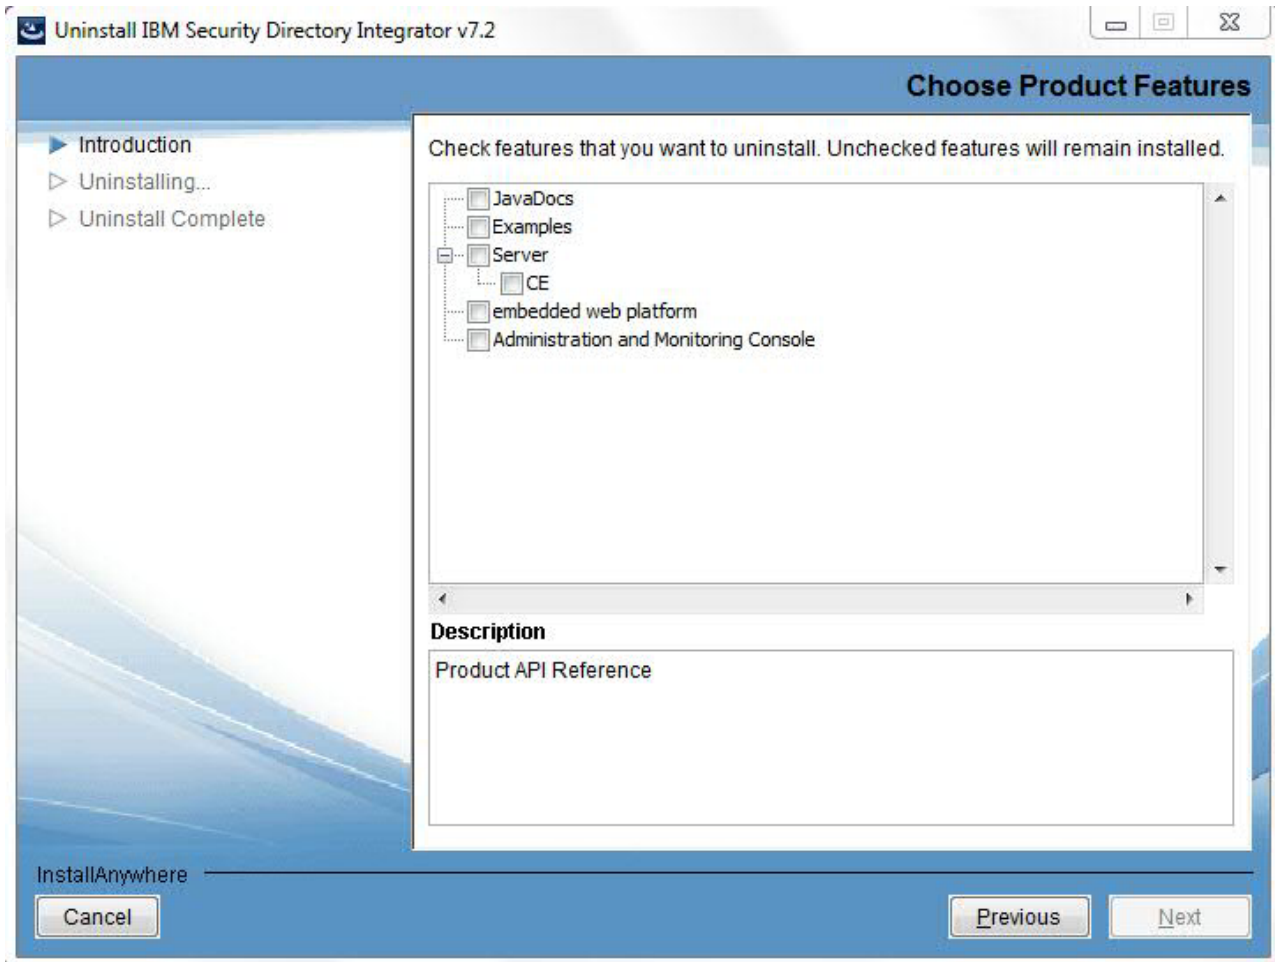 Uninstall IBM Security Directory Integrator v7.2
Choose Product Features
Introduction
Uninstalling...
Uninstall Complete
Check features that you want to uninstall. Unchecked features will remain installed.
JavaDocs
Examples
Server
CE
embedded web platform
Administration and Monitoring Console
Description
Product API Reference
InstallAnywhere
Cancel
Previous
Next